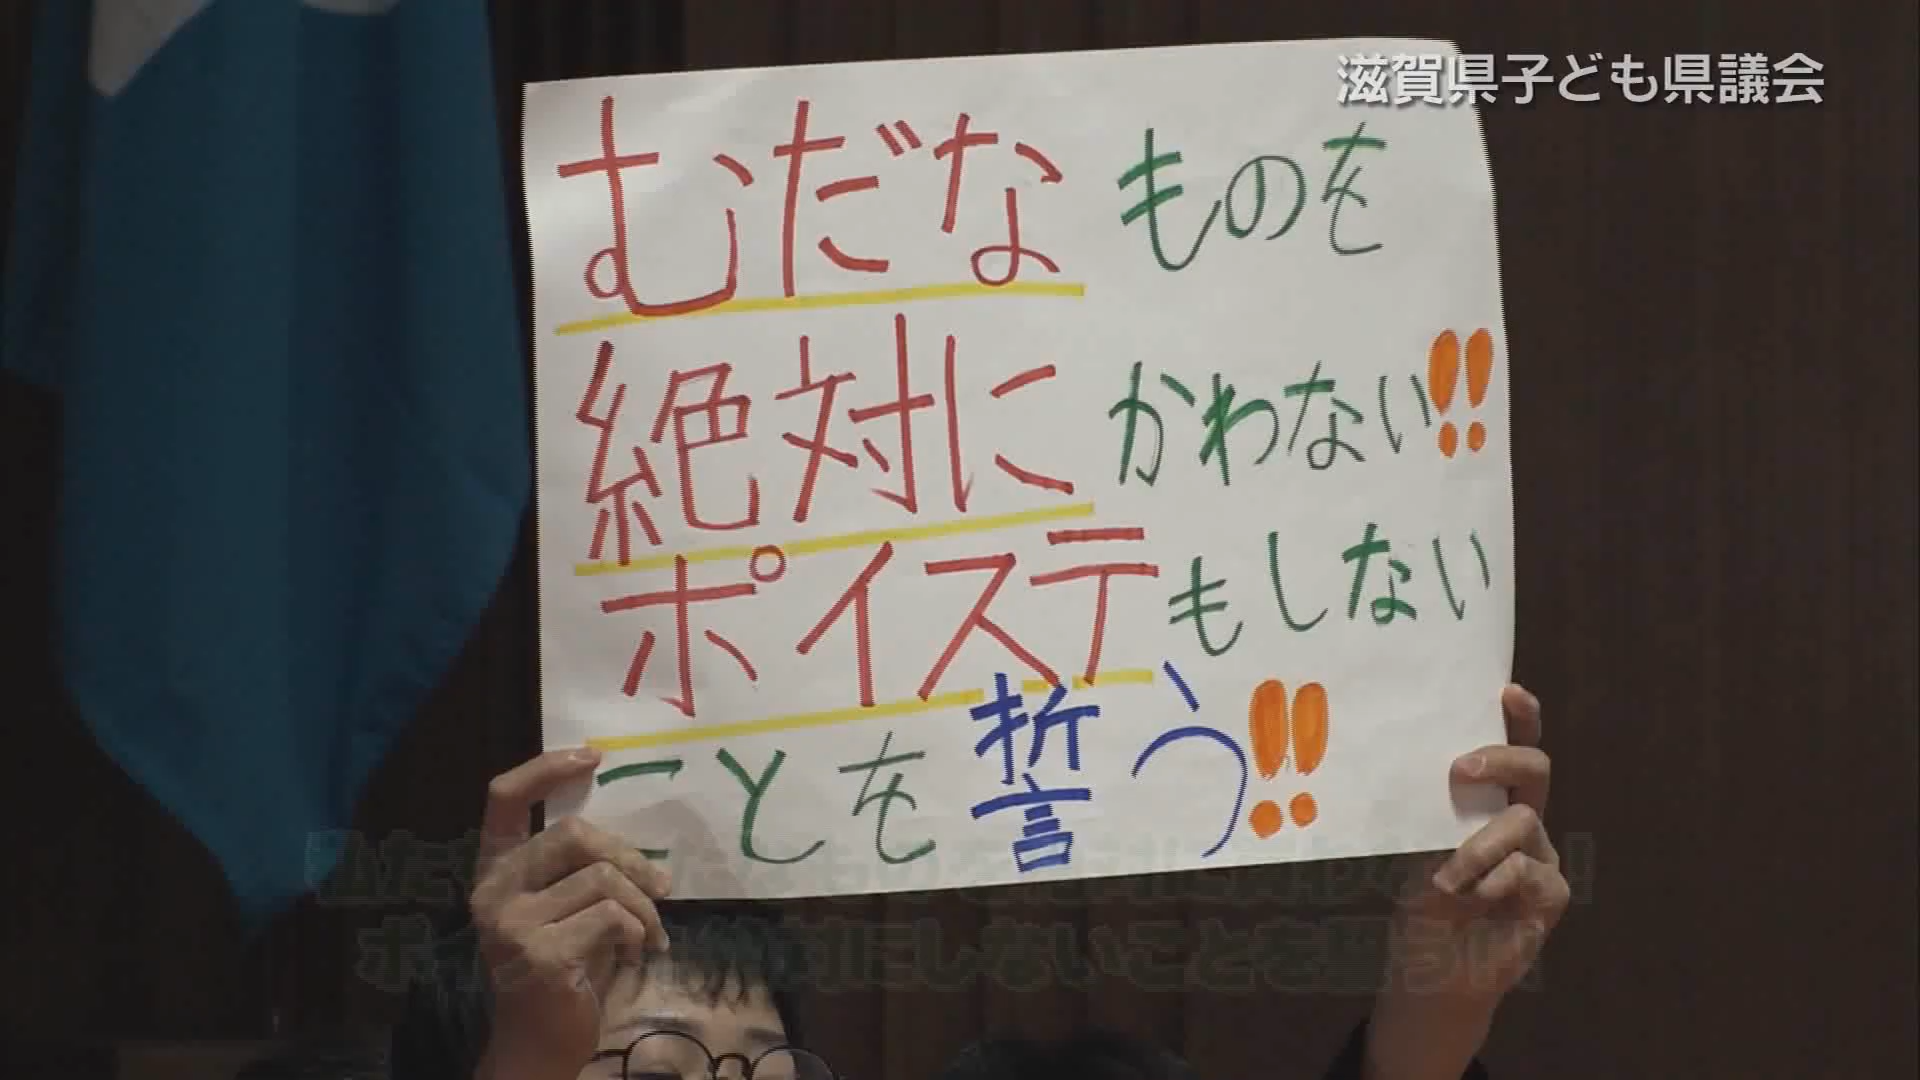 滋賀県子ども県議会
むだなものを
絶対にかわない!!
ポイステもしない
ことを誓う!!